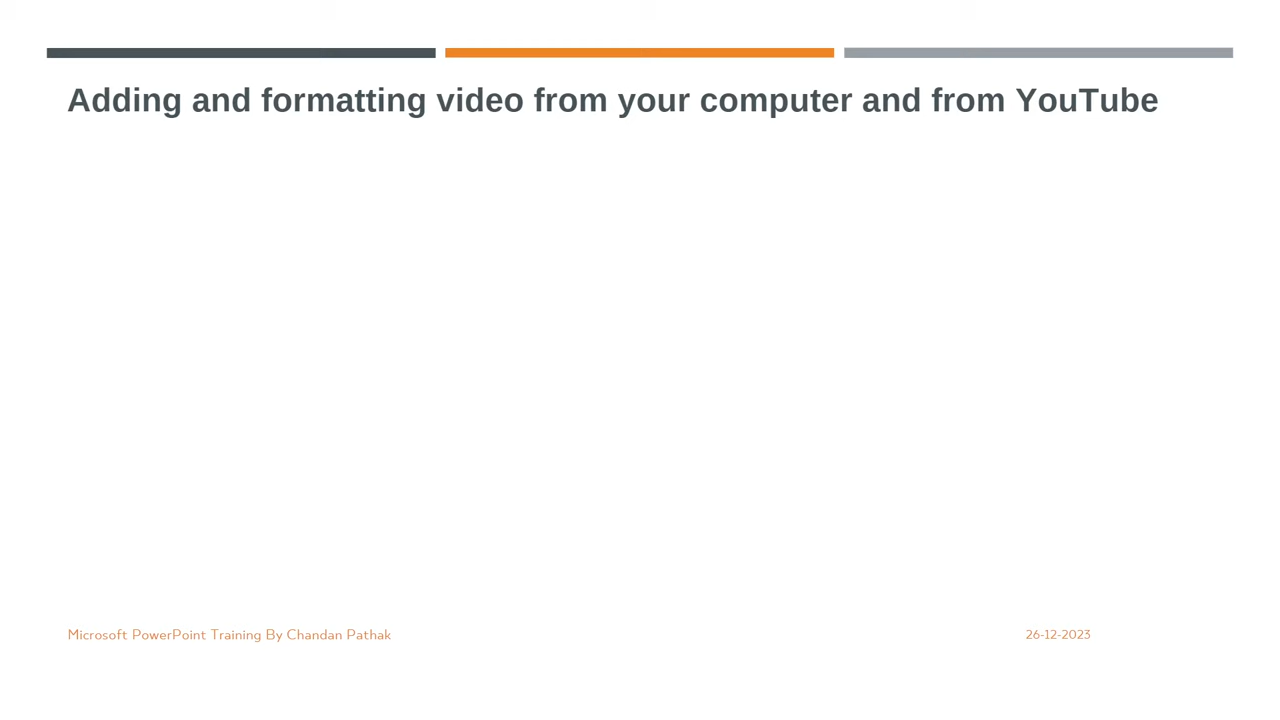 Adding and formatting video from your computer and from YouTube
Microsoft PowerPoint Training By Chandan Pathak
26-12-2023